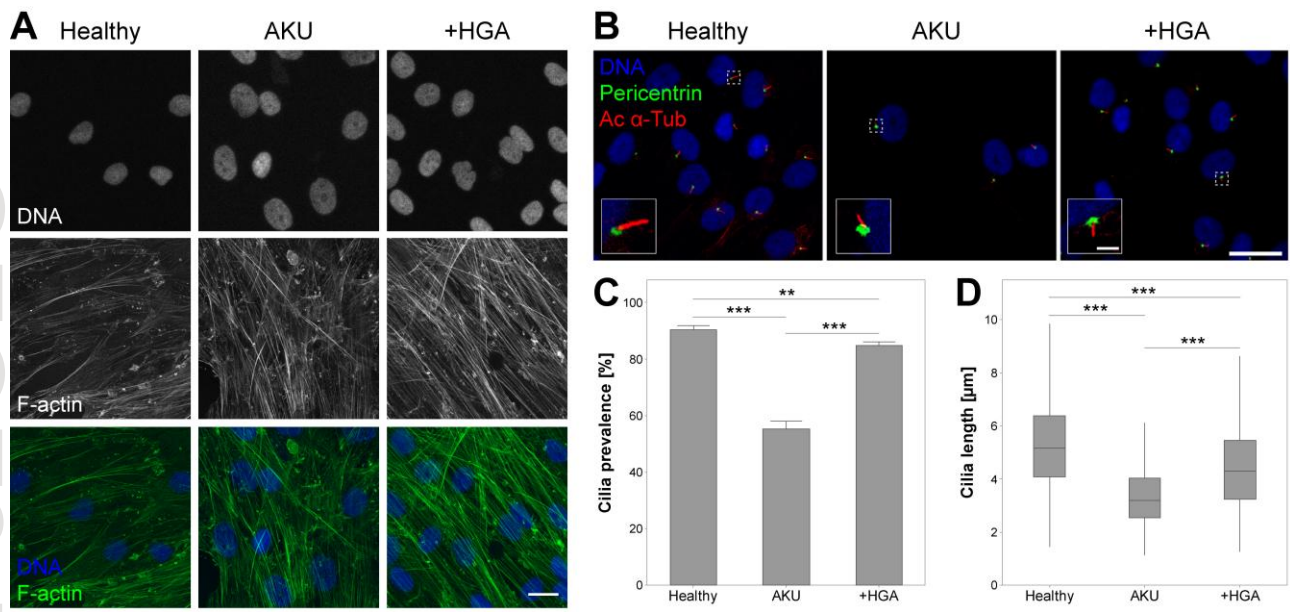 A
Healthy AKU +HGA
DNA
F-actin
DNA
F-actin
B
Healthy AKU +HGA
DNA
Pericentrin
Ac α-Tub
C
Cilia prevalence [%]
100
80
60
40
20
0
**
*** ***
Healthy AKU +HGA
D
Cilia length [µm]
10
8
6
4
2
0
***
***
***
Healthy AKU +HGA